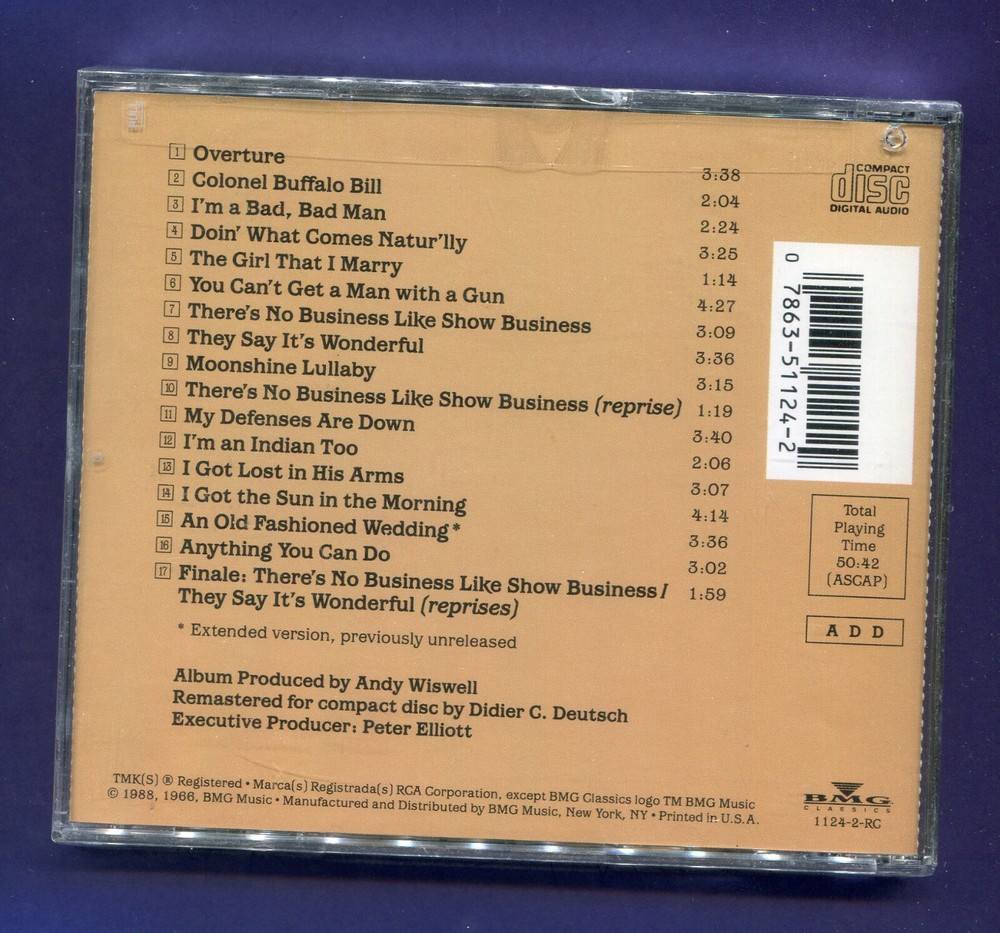 1 Overture 3:38
2 Colonel Buffalo Bill 2:04
3 I'm a Bad, Bad Man 2:24
4 Doin' What Comes Natur'lly 3:25
5 The Girl That I Marry 1:14
6 You Can't Get a Man with a Gun 4:27
7 There's No Business Like Show Business 3:09
8 They Say It's Wonderful 3:36
9 Moonshine Lullaby 3:15
10 There's No Business Like Show Business (reprise) 1:19
11 My Defenses Are Down 3:40
12 I'm an Indian Too 2:06
13 I Got Lost in His Arms 3:07
14 I Got the Sun in the Morning 4:14
15 An Old Fashioned Wedding* 3:36
16 Anything You Can Do 3:02
17 Finale: There's No Business Like Show Business/ 1:59
They Say It's Wonderful (reprises)
* Extended version, previously unreleased
Album Produced by Andy Wiswell
Remastered for compact disc by Didier C. Deutsch
Executive Producer: Peter Elliott
TMK(S) ® Registered • Marca(s) Registrada(s) RCA Corporation, except BMG Classics logo TM BMG Music
© 1988, 1966, BMG Music • Manufactured and Distributed by BMG Music, New York, NY • Printed in U.S.A.
COMPACT
disc
DIGITAL AUDIO
0 7863-51124-2
Total
Playing
Time
50:42
(ASCAP)
A D D
BMG
CLASSICS
1124-2-RC